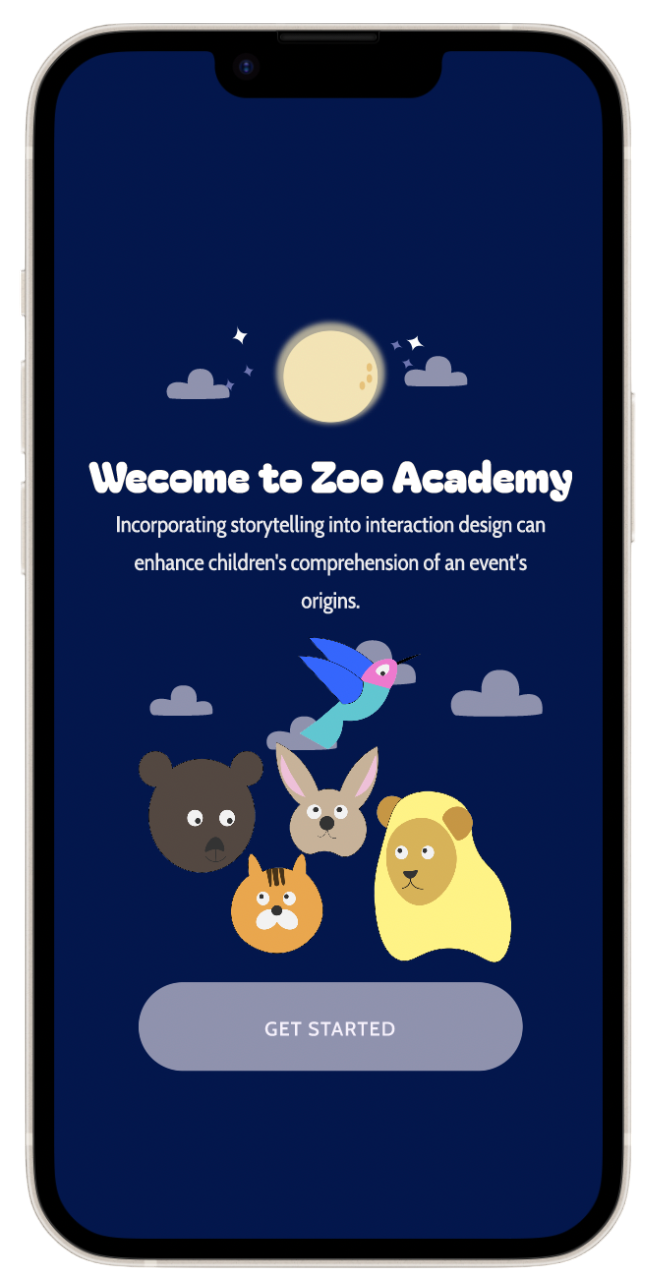 Wecome to Zoo Academy
Incorporating storytelling into interaction design can
enhance children's comprehension of an event's
origins.
GET STARTED